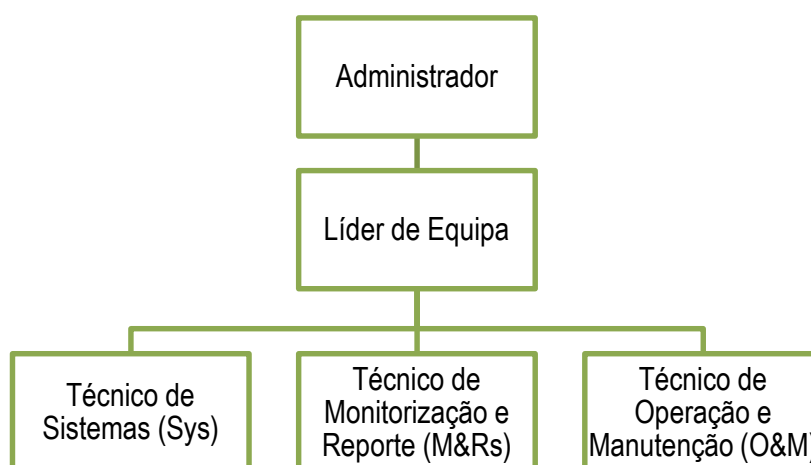 Administrador
Líder de Equipa
Técnico de
Sistemas (Sys)
Técnico de
Monitorização e
Reporte (M&Rs)
Técnico de
Operação e
Manutenção (O&M)